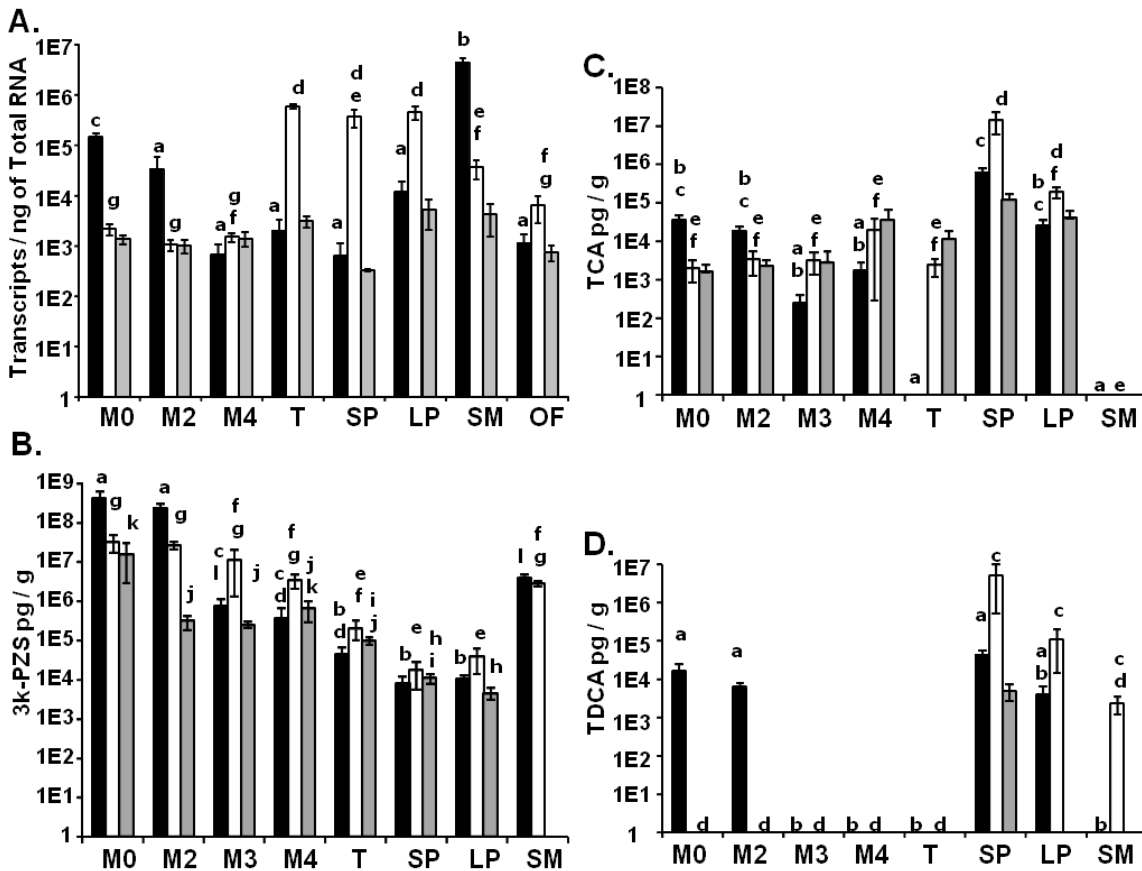 A.
Transcripts / ng of Total RNA
1E7
1E6
1E5
1E4
1E3
1E2
1E1
1
c
g
a
g
a
g
f
a
d
a
d
e
a
d
b
e
f
a
f
g
M0 M2 M4 T SP LP SM OF
B.
3k-PZS pg / g
1E9
1E8
1E7
1E6
1E5
1E4
1E3
1E2
1E1
1
a
g
k
a
g
j
c
l
f
g
j
c
d
f
g
j
k
b
d
e
f
i
j
b
e
h
i
b
e
h
l
f
g
M0 M2 M3 M4 T SP LP SM
C.
TCA pg / g
1E8
1E7
1E6
1E5
1E4
1E3
1E2
1E1
1
b
c
e
f
b
c
e
f
a
b
e
f
a
b
e
f
a
e
f
c
d
b
c
d
f
a e
M0 M2 M3 M4 T SP LP SM
D.
TDCA pg / g
1E7
1E6
1E5
1E4
1E3
1E2
1E1
1
a
d
a
d
b d
b d
b d
a
c
a
b
c
b
c
d
M0 M2 M3 M4 T SP LP SM